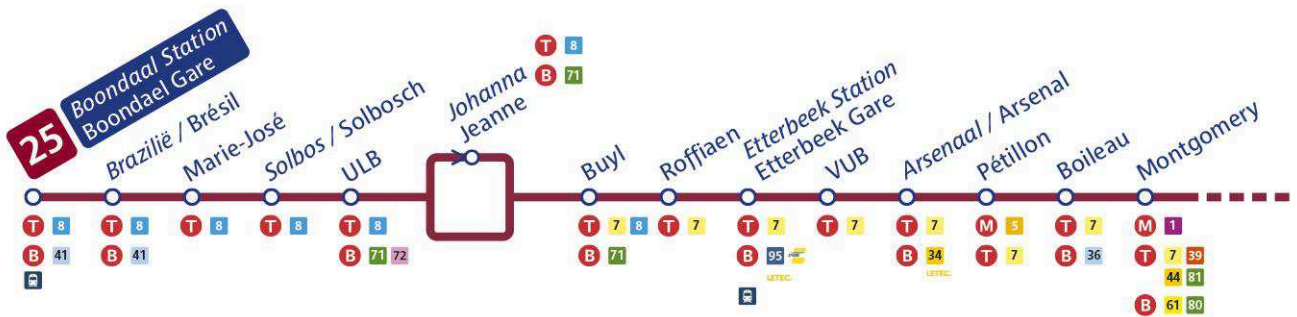 25
Boondaal Station
Boondael Gare
Brazilië / Brésil
Marie-José
Solbos / Solbosch
ULB
Johanna
Jeanne
T 8
B 71
Buyl
Roffiaen
Etterbeek Station
Etterbeek Gare
VUB
Arsenaal / Arsenal
Pétillon
Boileau
Montgomery
T 8
B 41
T 8
B 41
T 8
T 8
T 8
B 71 72
T 7 8
B 71
T 7
T 7
B 95
LETEC.
T 7
T 7
B 34
LETEC.
M 5
T 7
T 7
B 36
M 1
T 7 39
44 81
B 61 80